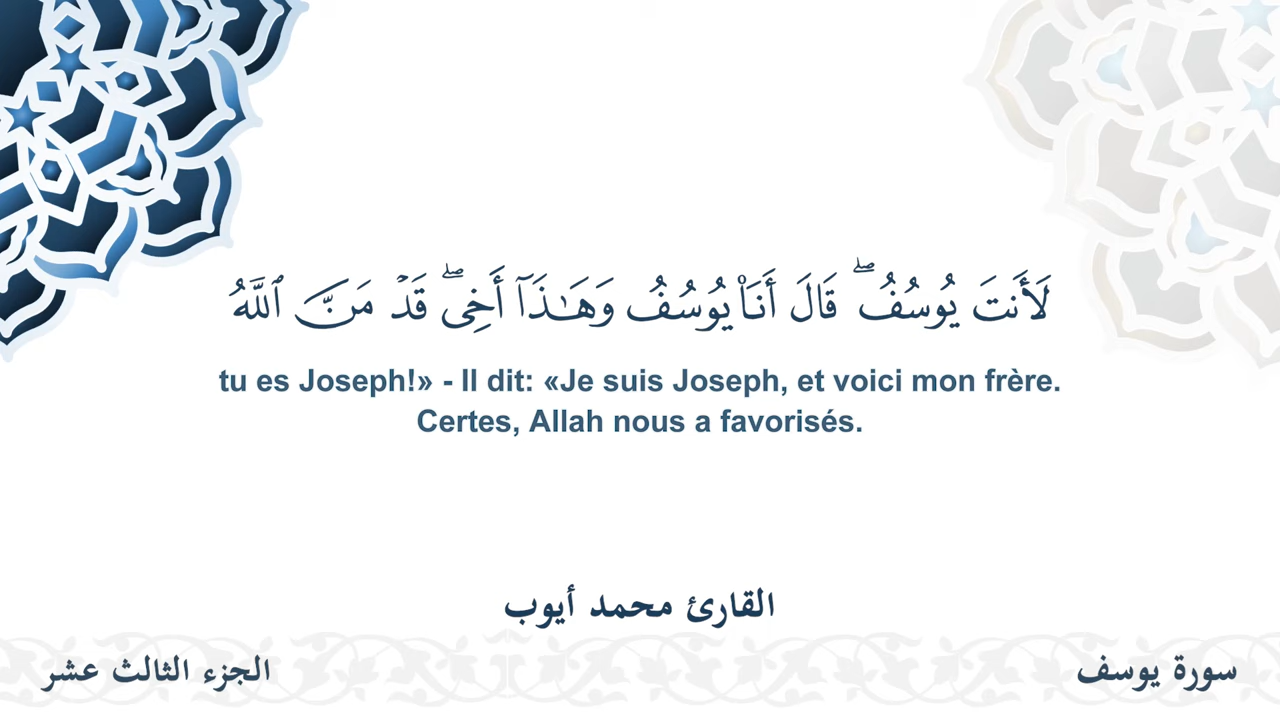 لَأَنتَ يُوسُفُ ۖ قَالَ أَنَا۠ يُوسُفُ وَهَـٰذَآ أَخِى ۖ قَدْ مَنَّ ٱللَّهُ
tu es Joseph!» - Il dit: «Je suis Joseph, et voici mon frère.
Certes, Allah nous a favorisés.
القارئ محمد أيوب
سورة يوسف
الجزء الثالث عشر